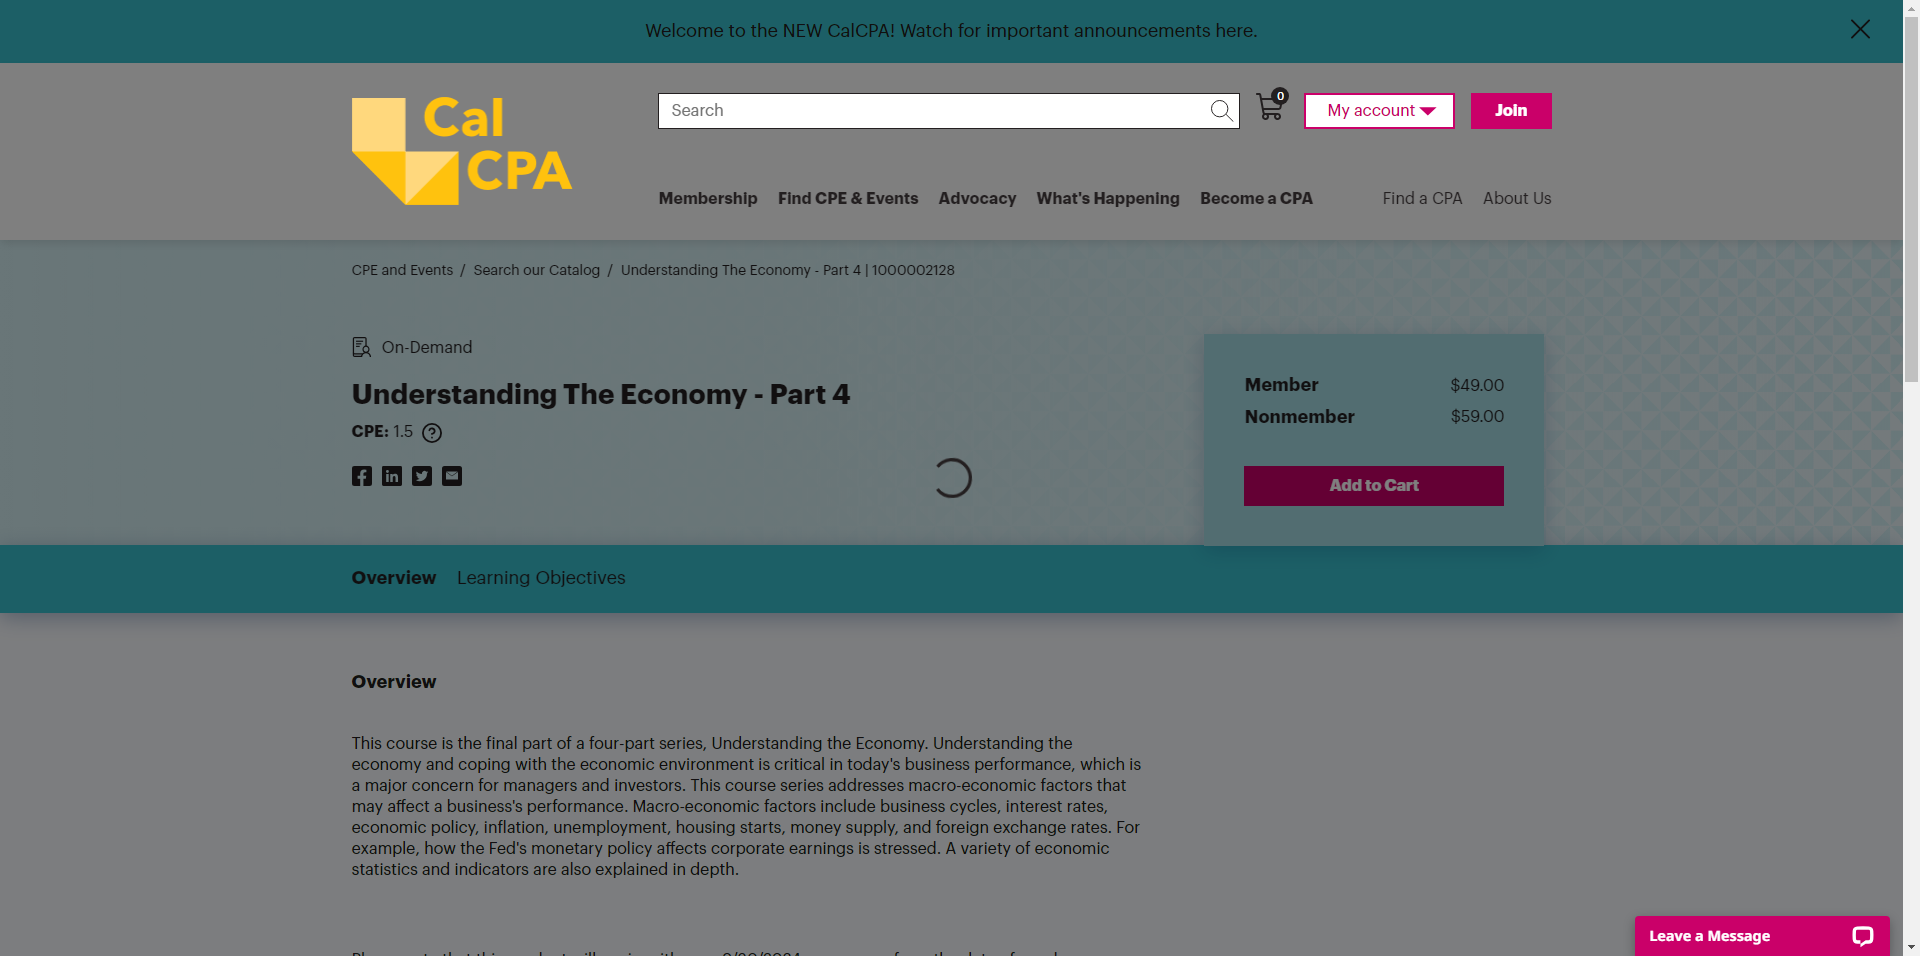 Welcome to the NEW CalCPA! Watch for important announcements here.
Cal
CPA
Search
0
My account
Join
Membership Find CPE & Events Advocacy What's Happening Become a CPA Find a CPA About Us
CPE and Events / Search our Catalog / Understanding The Economy - Part 4 | 1000002128
On-Demand
Understanding The Economy - Part 4
CPE: 1.5
Member $49.00
Nonmember $59.00
Add to Cart
Overview Learning Objectives
Overview
This course is the final part of a four-part series, Understanding the Economy. Understanding the
economy and coping with the economic environment is critical in today's business performance, which is
a major concern for managers and investors. This course series addresses macro-economic factors that
may affect a business's performance. Macro-economic factors include business cycles, interest rates,
economic policy, inflation, unemployment, housing starts, money supply, and foreign exchange rates. For
example, how the Fed's monetary policy affects corporate earnings is stressed. A variety of economic
statistics and indicators are also explained in depth.
Leave a Message